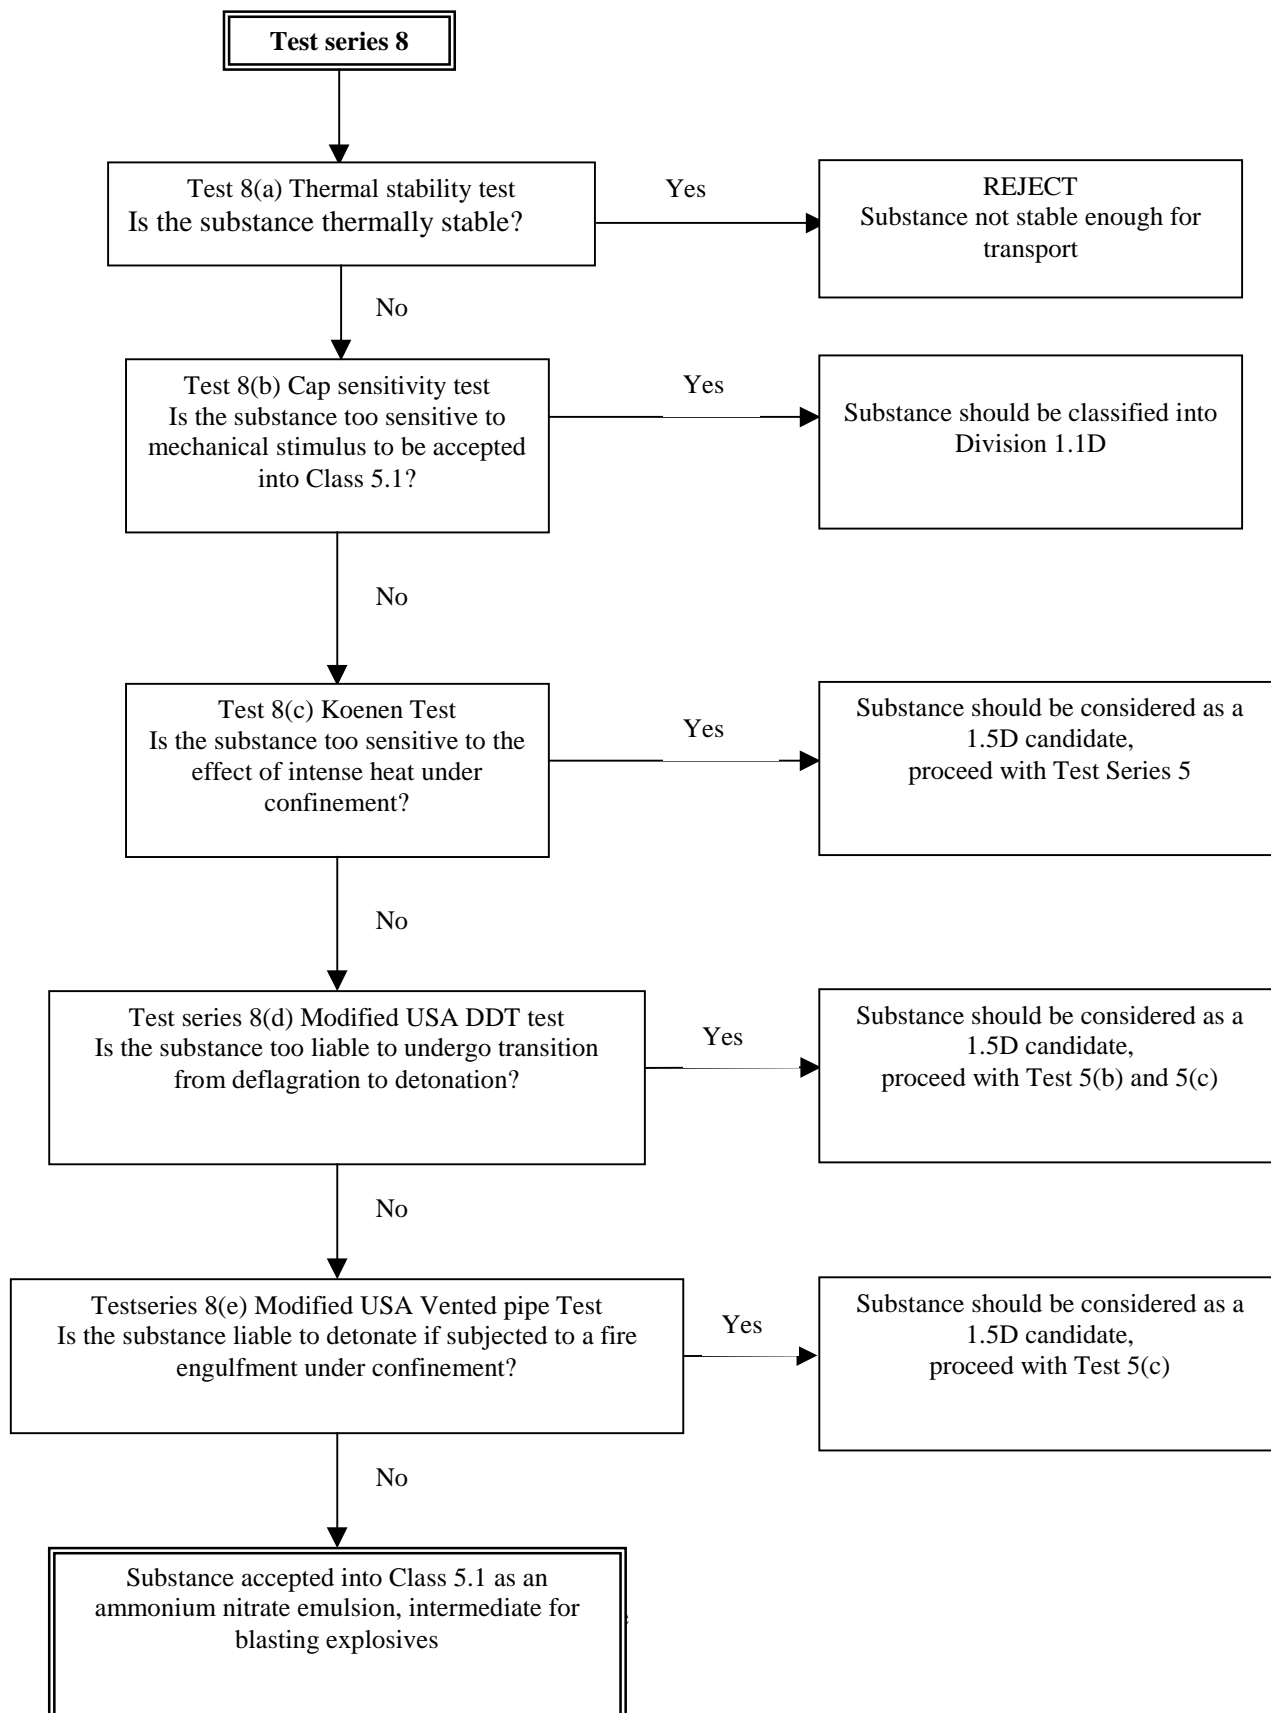 Test series 8
Test 8(a) Thermal stability test
Is the substance thermally stable?
Yes
REJECT
Substance not stable enough for
transport
No
Test 8(b) Cap sensitivity test
Is the substance too sensitive to
mechanical stimulus to be accepted
into Class 5.1?
Yes
Substance should be classified into
Division 1.1D
No
Test 8(c) Koenen Test
Is the substance too sensitive to the
effect of intense heat under
confinement?
Yes
Substance should be considered as a
1.5D candidate,
proceed with Test Series 5
No
Test series 8(d) Modified USA DDT test
Is the substance too liable to undergo transition
from deflagration to detonation?
Yes
Substance should be considered as a
1.5D candidate,
proceed with Test 5(b) and 5(c)
No
Testseries 8(e) Modified USA Vented pipe Test
Is the substance liable to detonate if subjected to a fire
engulfment under confinement?
Yes
Substance should be considered as a
1.5D candidate,
proceed with Test 5(c)
No
Substance accepted into Class 5.1 as an
ammonium nitrate emulsion, intermediate for
blasting explosives